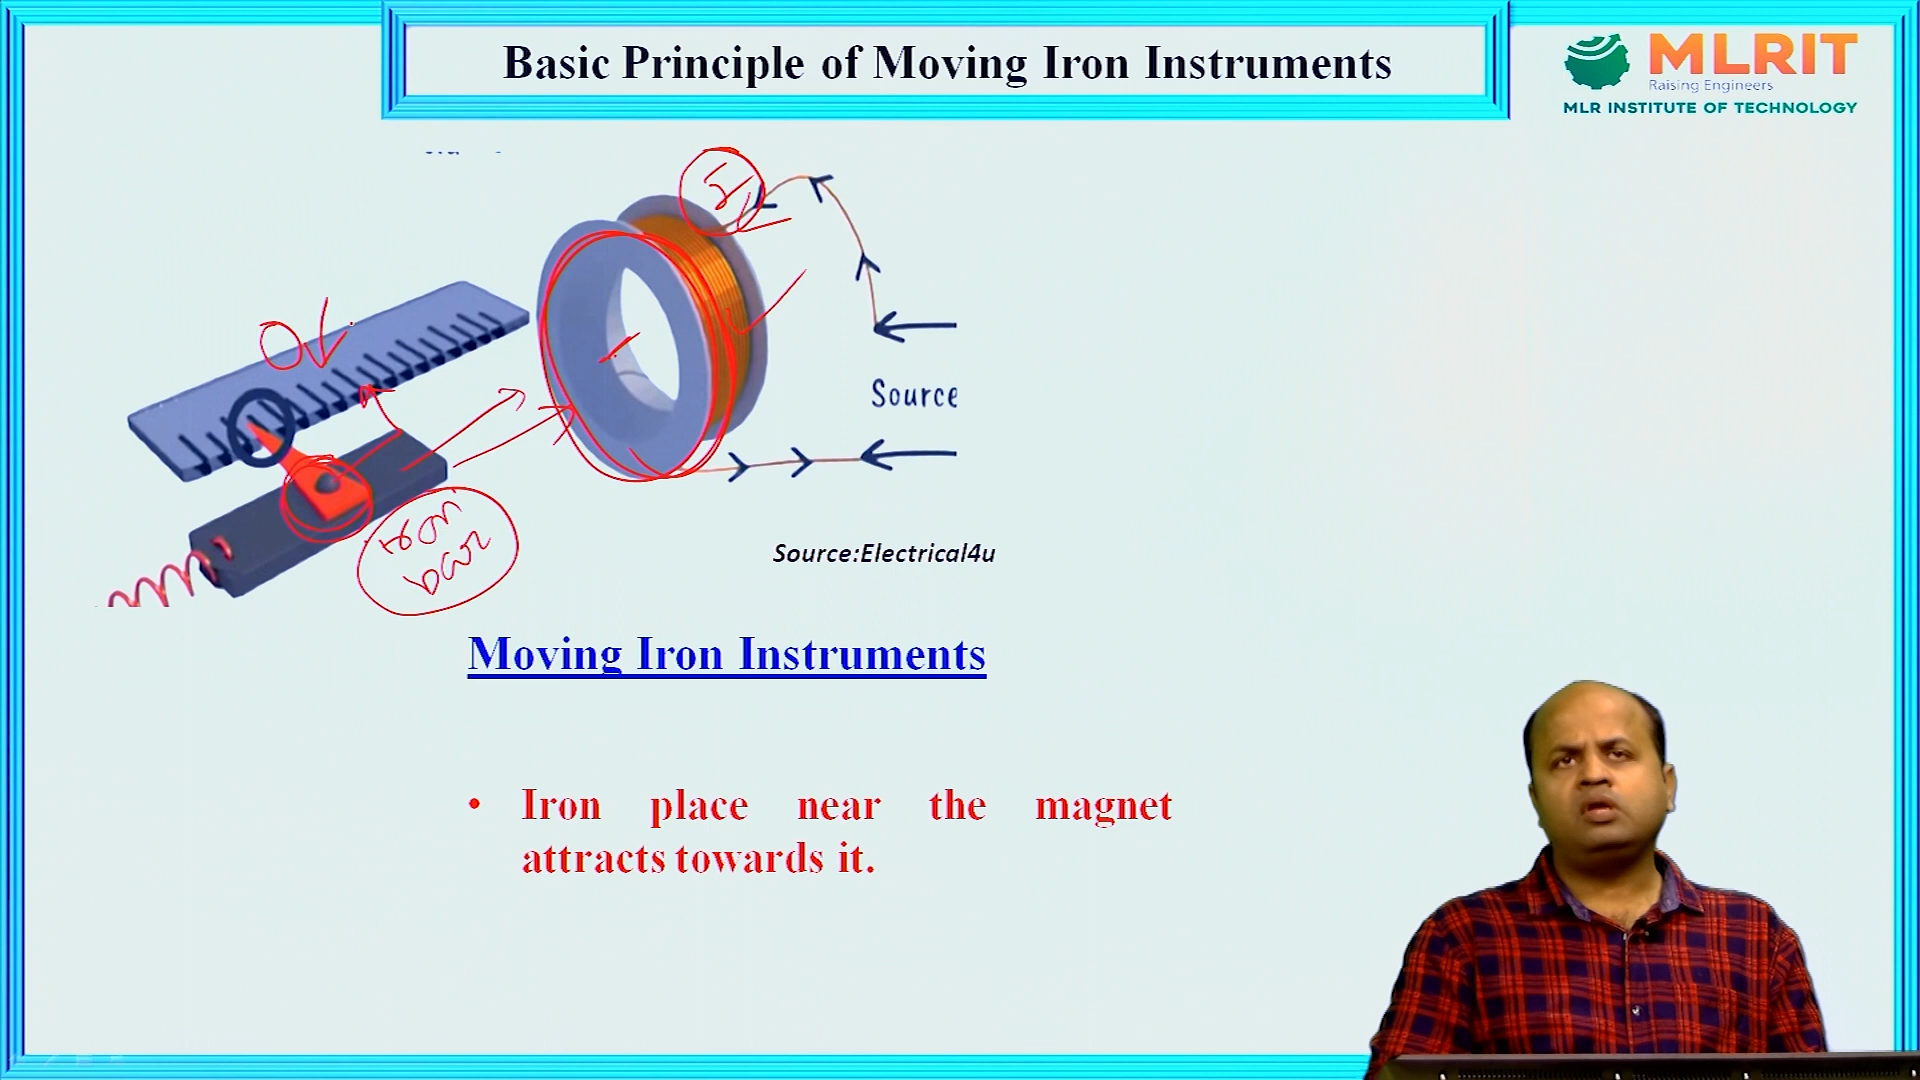 Basic Principle of Moving Iron Instruments
MLRIT
Raising Engineers
MLR INSTITUTE OF TECHNOLOGY
I
0
Source
Iron
bar
Source:Electrical4u
Moving Iron Instruments
• Iron place near the magnet
attracts towards it.